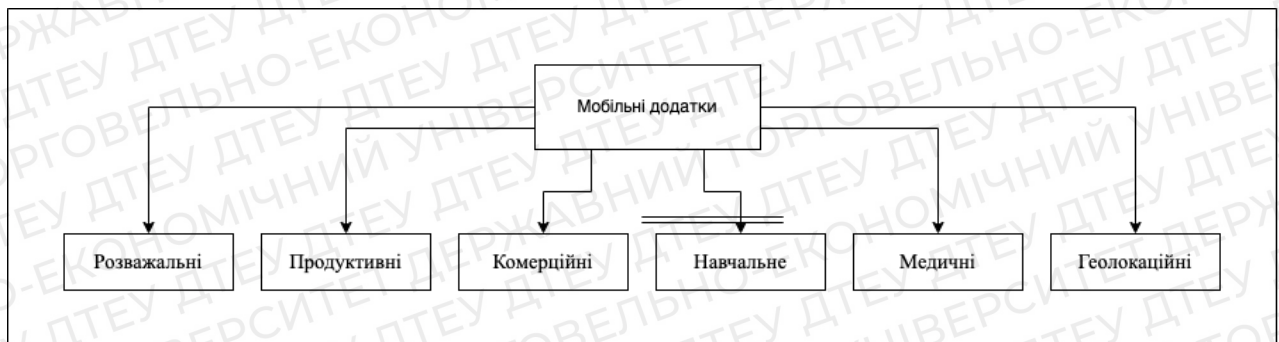 Мобільні додатки
Розважальні
Продуктивні
Комерційні
Навчальне
Медичні
Геолокаційні